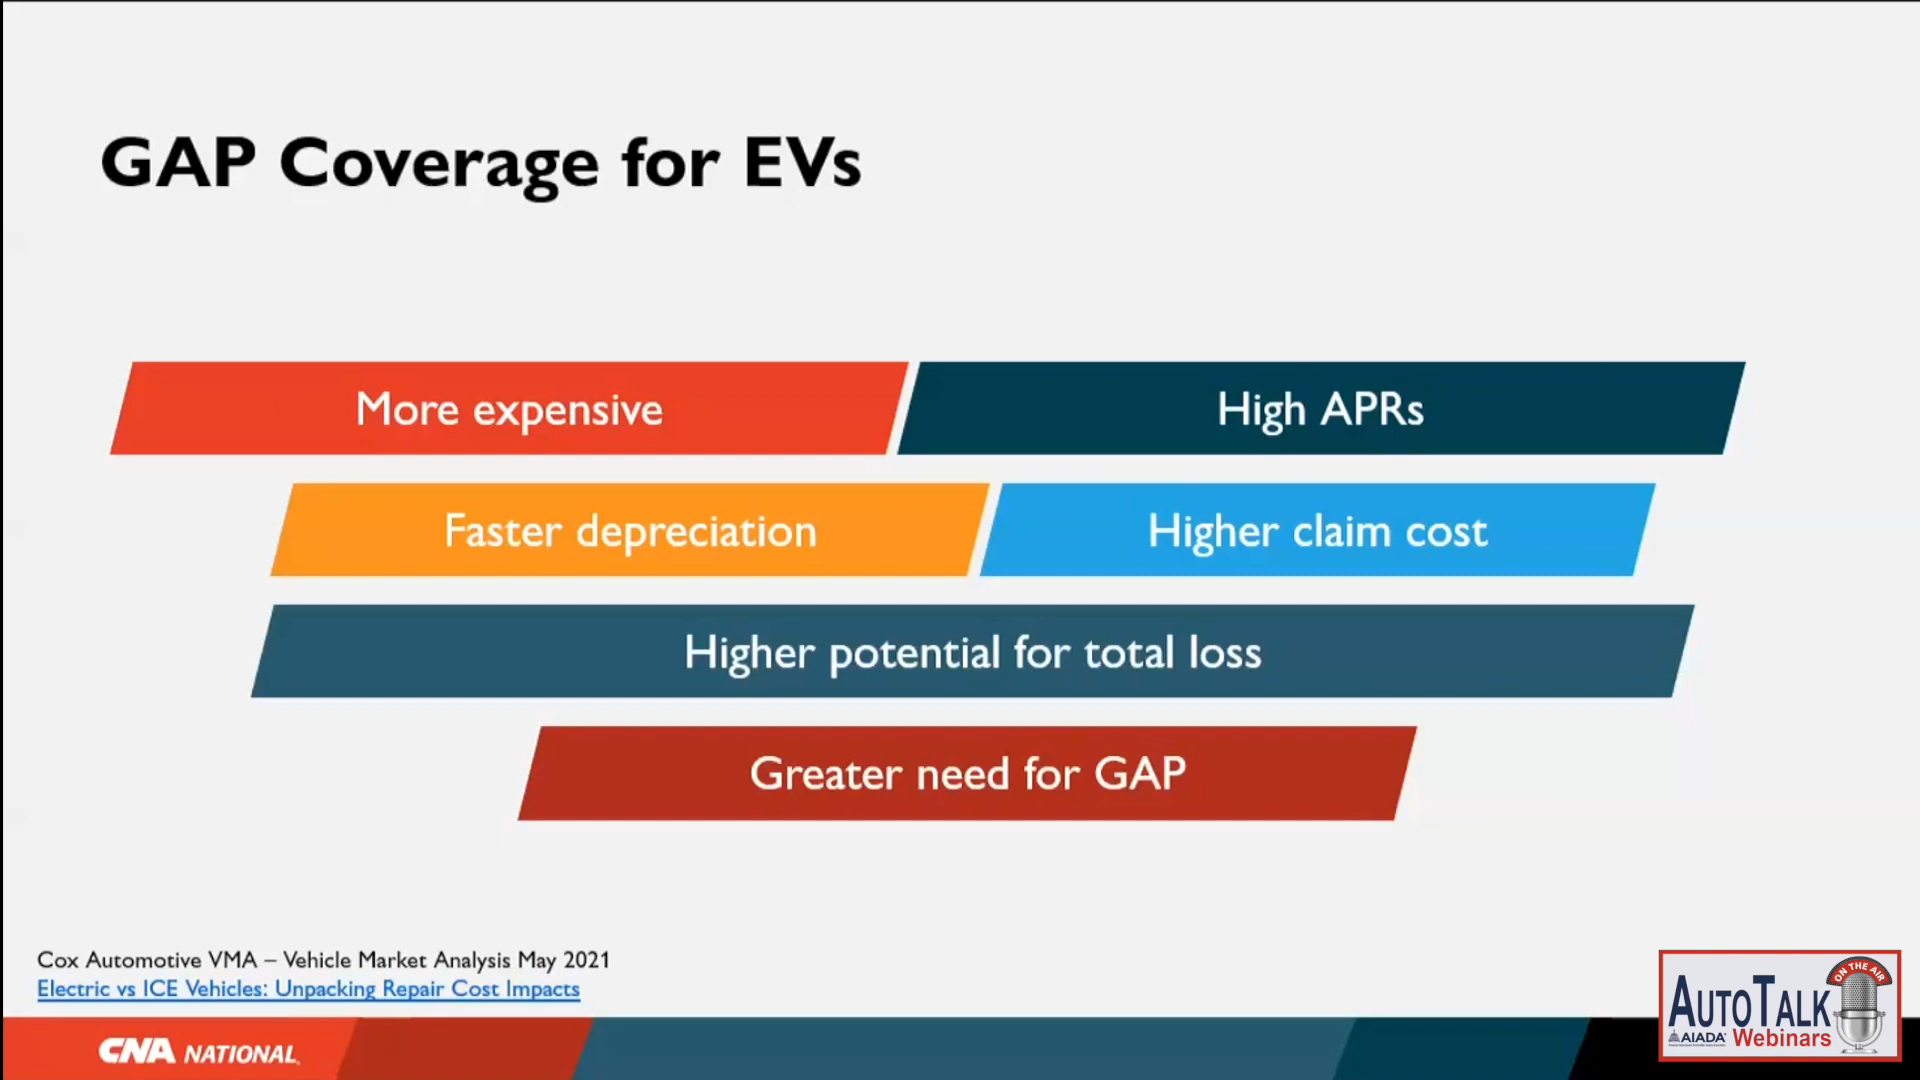 GAP Coverage for EVs
More expensive
High APRs
Faster depreciation
Higher claim cost
Higher potential for total loss
Greater need for GAP
Cox Automotive VMA – Vehicle Market Analysis May 2021
Electric vs ICE Vehicles: Unpacking Repair Cost Impacts
CNA NATIONAL
ON THE AIR
AUTOTALK
AIADA
Webinars